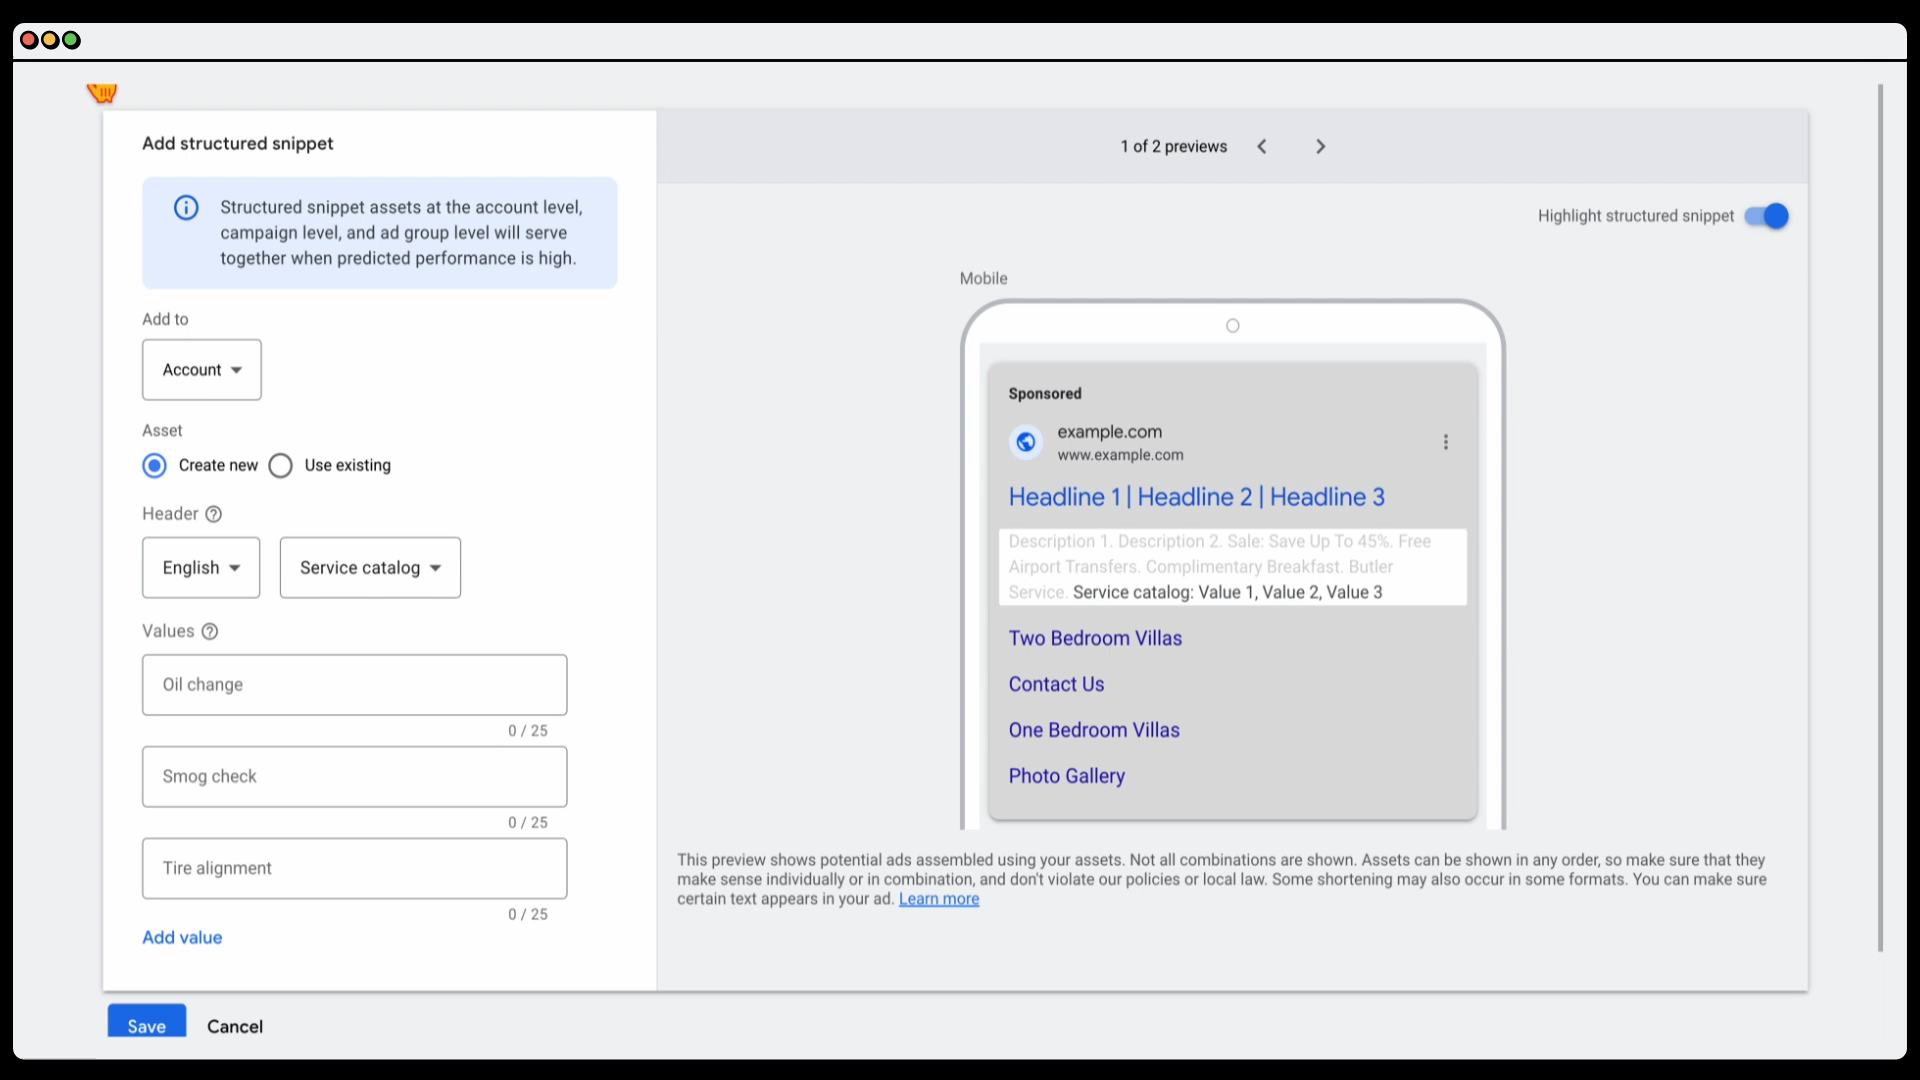 Add structured snippet
Structured snippet assets at the account level,
campaign level, and ad group level will serve
together when predicted performance is high.
Add to
Account
Asset
Create new
Use existing
Header
English
Service catalog
Values
Oil change
0 / 25
Smog check
0 / 25
Tire alignment
0 / 25
Add value
Save
Cancel
1 of 2 previews
Highlight structured snippet
Mobile
Sponsored
example.com
www.example.com
Headline 1 | Headline 2 | Headline 3
Description 1. Description 2. Sale: Save Up To 45%. Free
Airport Transfers. Complimentary Breakfast. Butler
Service. Service catalog: Value 1, Value 2, Value 3
Two Bedroom Villas
Contact Us
One Bedroom Villas
Photo Gallery
This preview shows potential ads assembled using your assets. Not all combinations are shown. Assets can be shown in any order, so make sure that they
make sense individually or in combination, and don't violate our policies or local law. Some shortening may also occur in some formats. You can make sure
certain text appears in your ad. Learn more